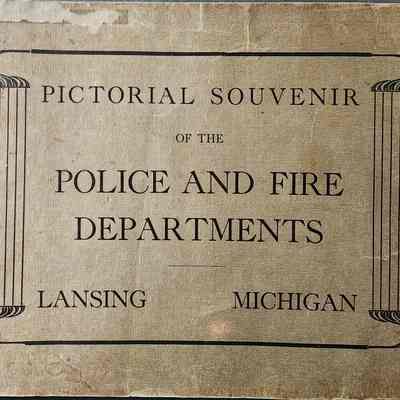 PICTORIAL SOUVENIR
OF THE
POLICE AND FIRE
DEPARTMENTS
LANSING MICHIGAN